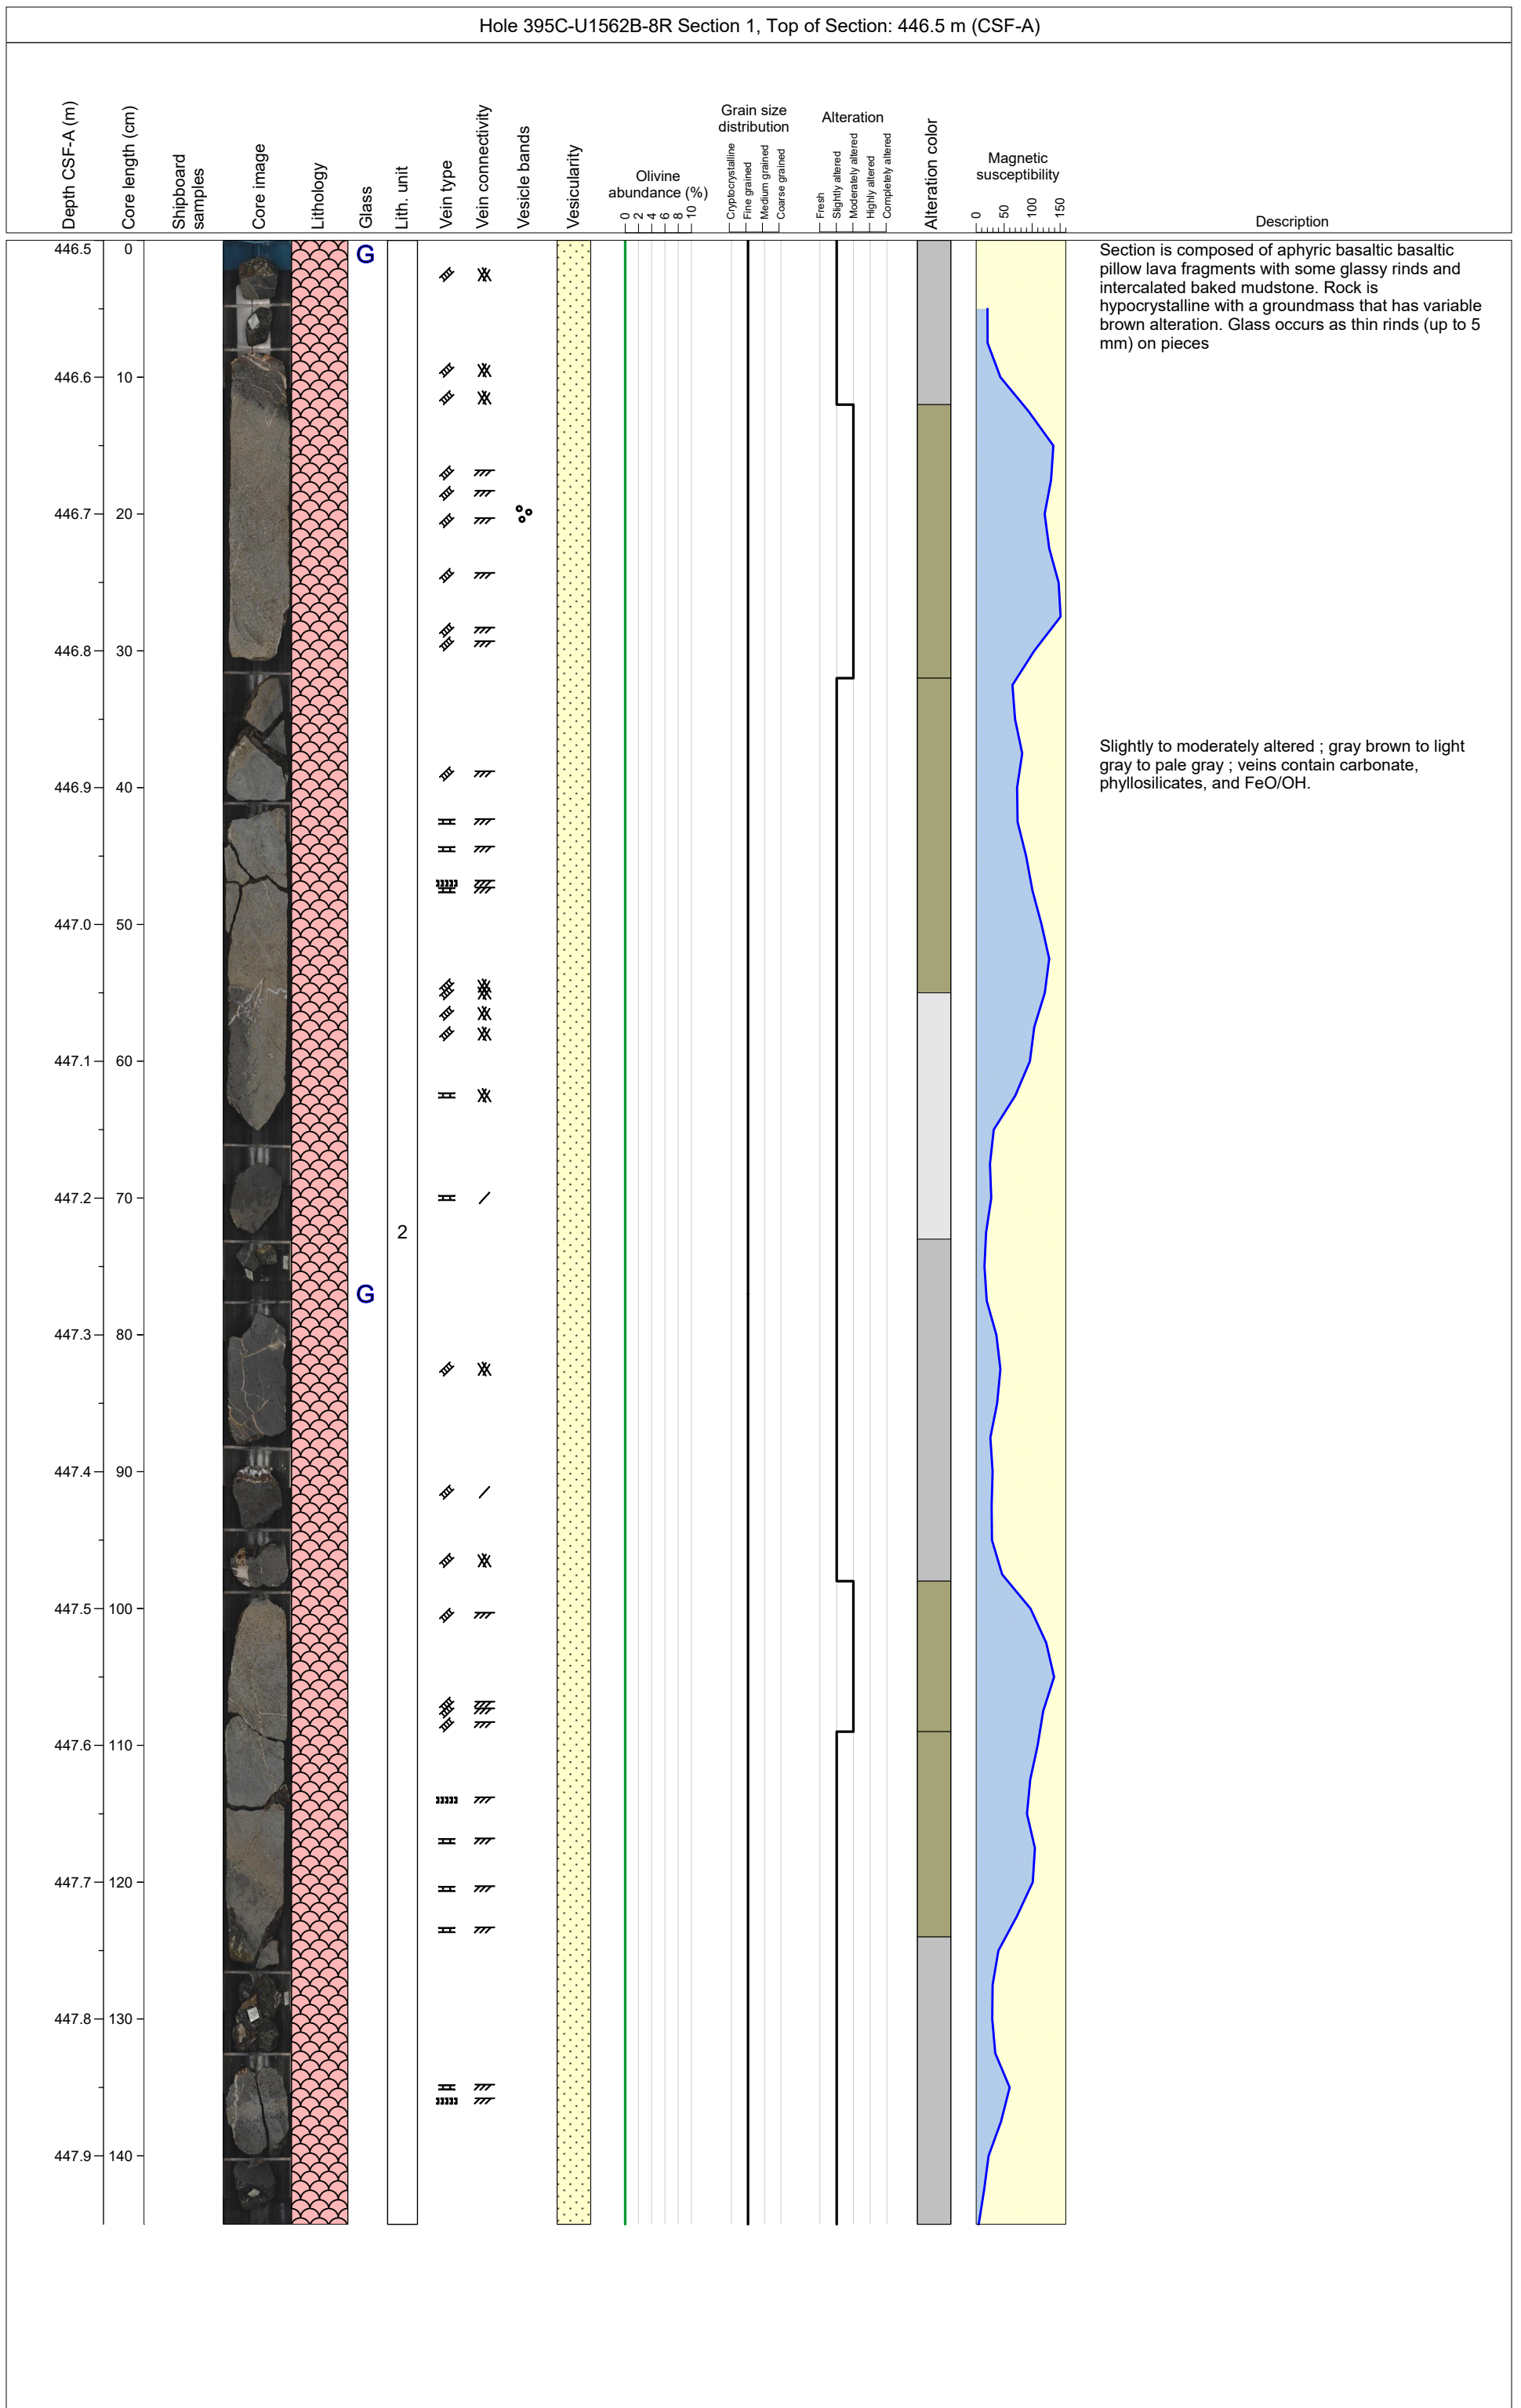 Hole 395C-U1562B-8R Section 1, Top of Section: 446.5 m (CSF-A)
Depth CSF-A (m)
Core length (cm)
Shipboard
samples
Core image
Lithology
Glass
Lith. unit
Vein type
Vein connectivity
Vesicle bands
Vesicularity
Olivine
abundance (%)
0 2 4 6 8 10
Grain size
distribution
Cryptocrystalline
Fine grained
Medium grained
Coarse grained
Alteration
Fresh
Slightly altered
Moderately altered
Highly altered
Completely altered
Alteration color
Magnetic
susceptibility
0 50 100 150
Description
446.5 0
G
Section is composed of aphyric basaltic basaltic
pillow lava fragments with some glassy rinds and
intercalated baked mudstone. Rock is
hypocrystalline with a groundmass that has variable
brown alteration. Glass occurs as thin rinds (up to 5
mm) on pieces
446.6 10
446.7 20
446.8 30
Slightly to moderately altered ; gray brown to light
gray to pale gray ; veins contain carbonate,
phyllosilicates, and FeO/OH.
446.9 40
447.0 50
447.1 60
447.2 70
2
G
447.3 80
447.4 90
447.5 100
447.6 110
447.7 120
447.8 130
447.9 140